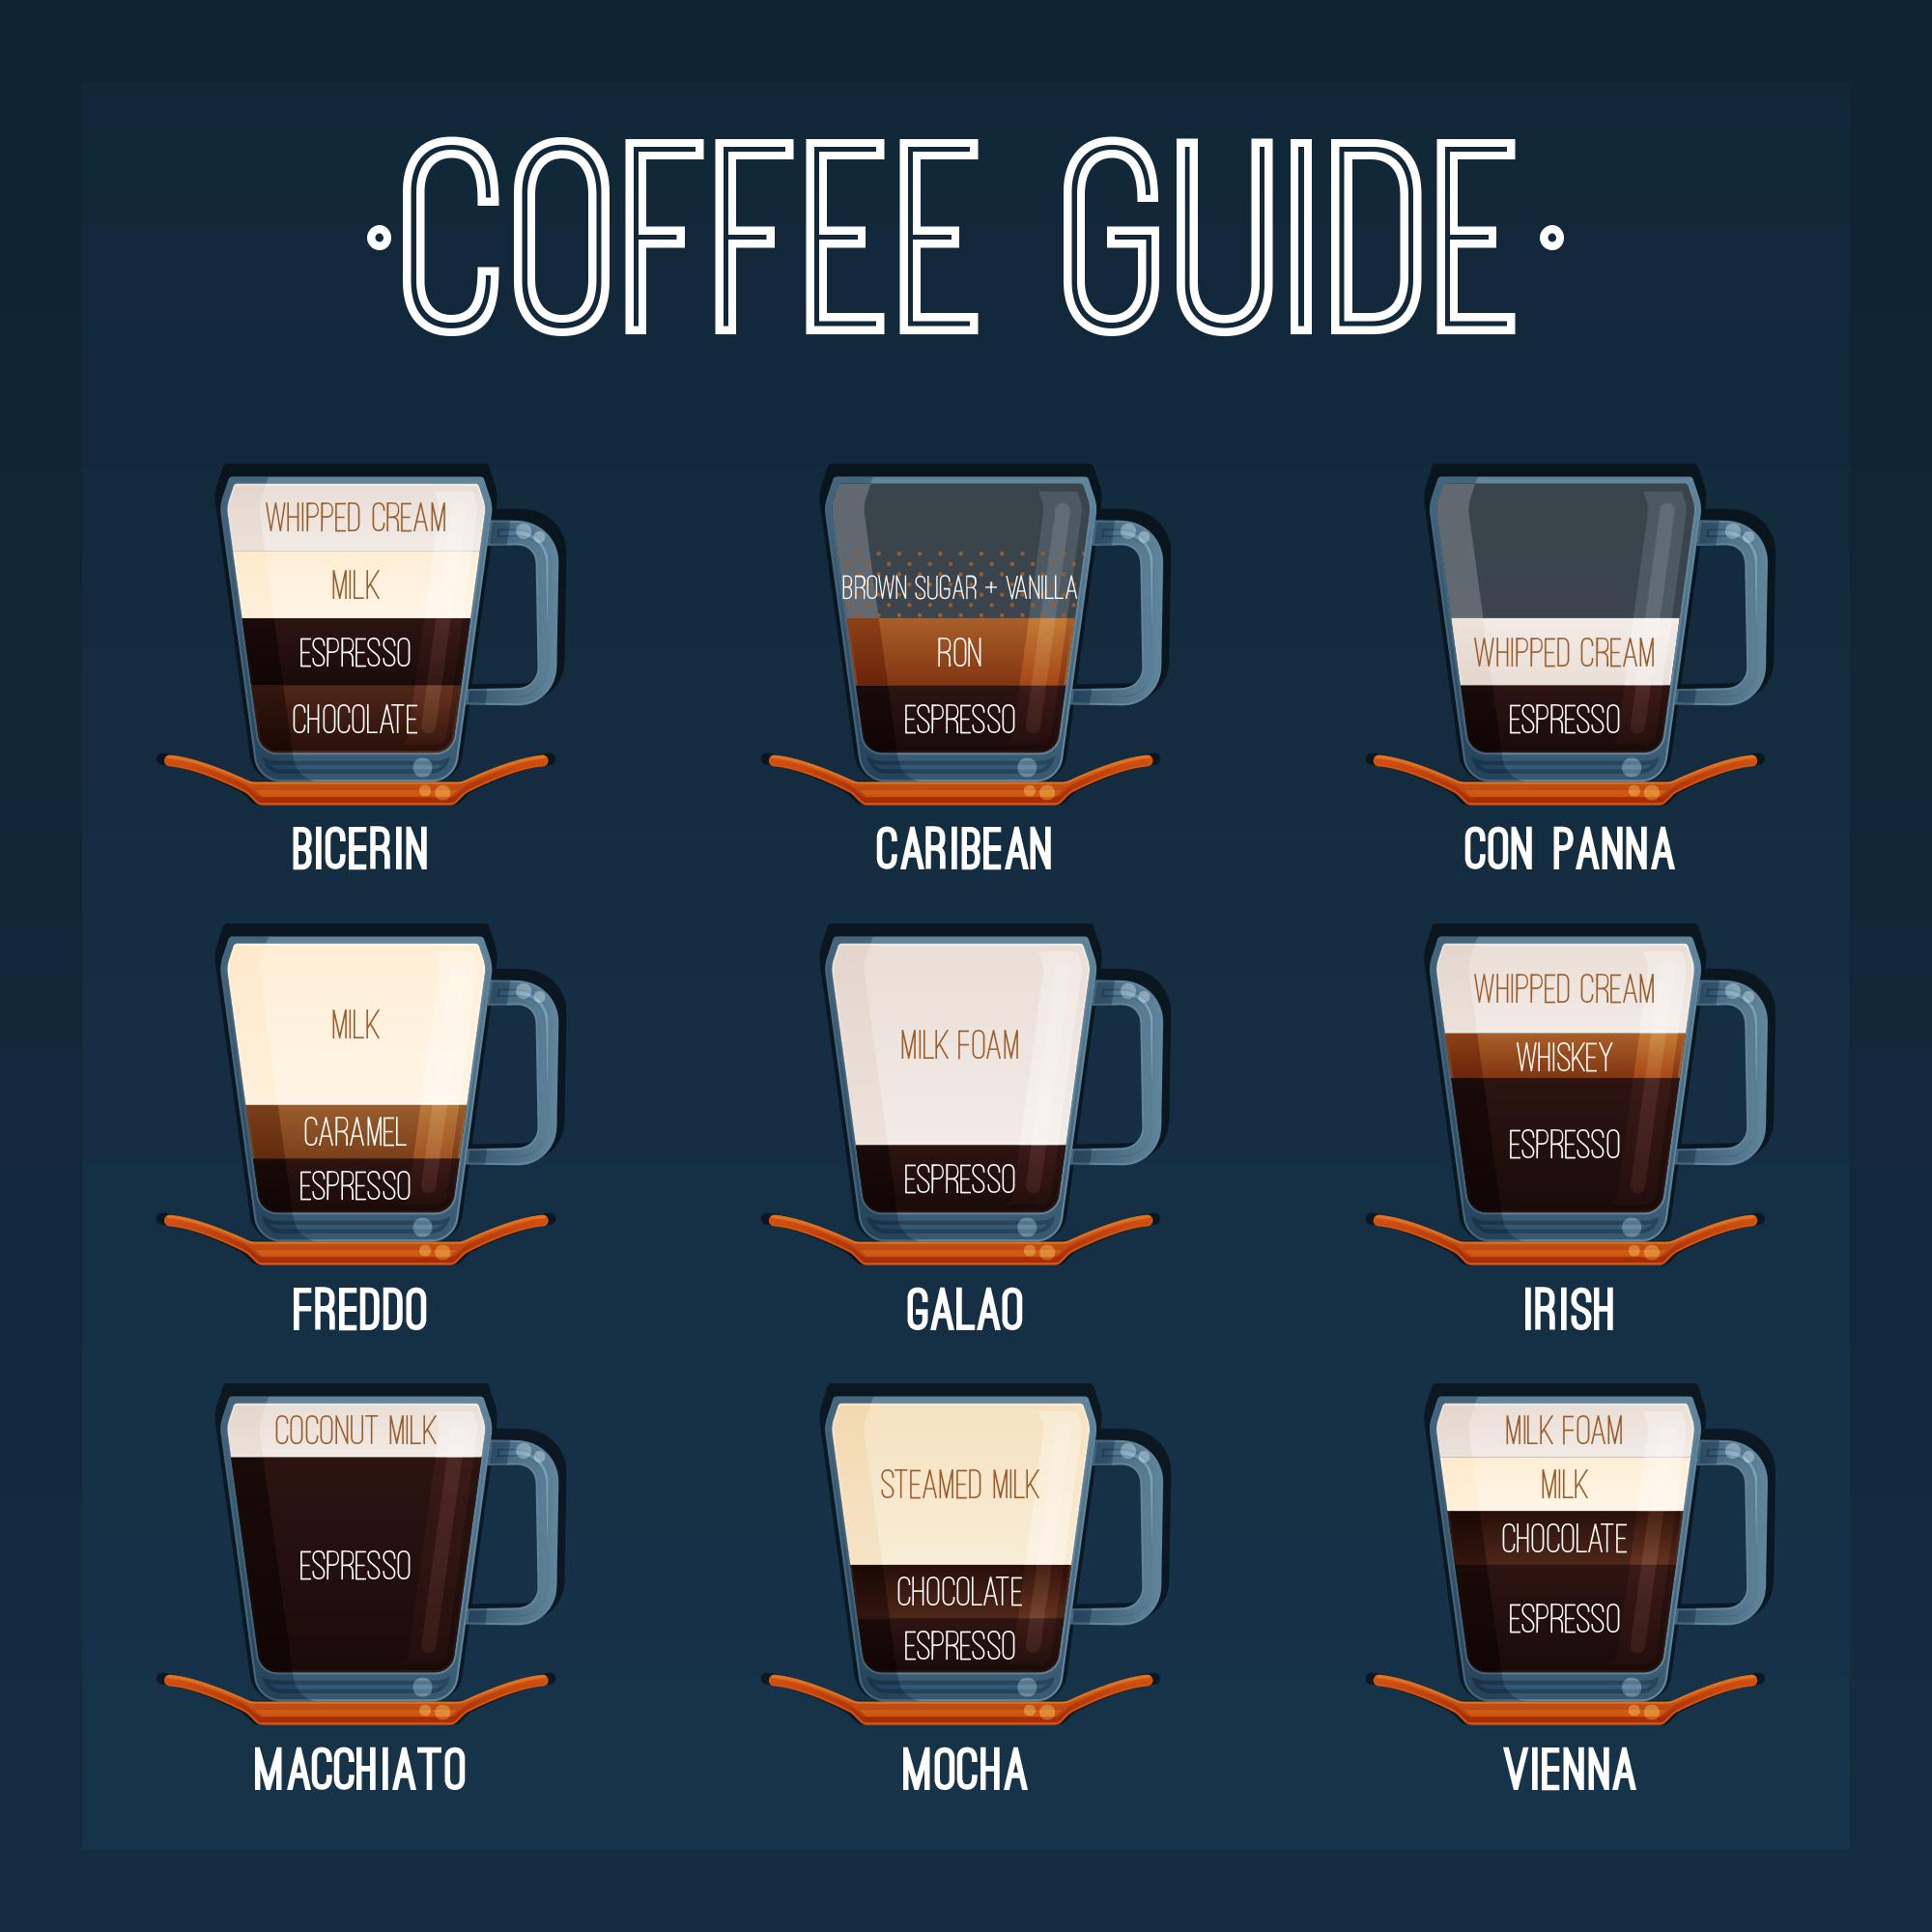 COFFEE GUIDE
WHIPPED CREAM
MILK
ESPRESSO
CHOCOLATE
BICERIN
BROWN SUGAR + VANILLA
RON
ESPRESSO
CARIBEAN
WHIPPED CREAM
ESPRESSO
CON PANNA
MILK
CARAMEL
ESPRESSO
FREDDO
MILK FOAM
ESPRESSO
GALAO
WHIPPED CREAM
WHISKEY
ESPRESSO
IRISH
COCONUT MILK
ESPRESSO
MACCHIATO
STEAMED MILK
CHOCOLATE
ESPRESSO
MOCHA
MILK FOAM
MILK
CHOCOLATE
ESPRESSO
VIENNA